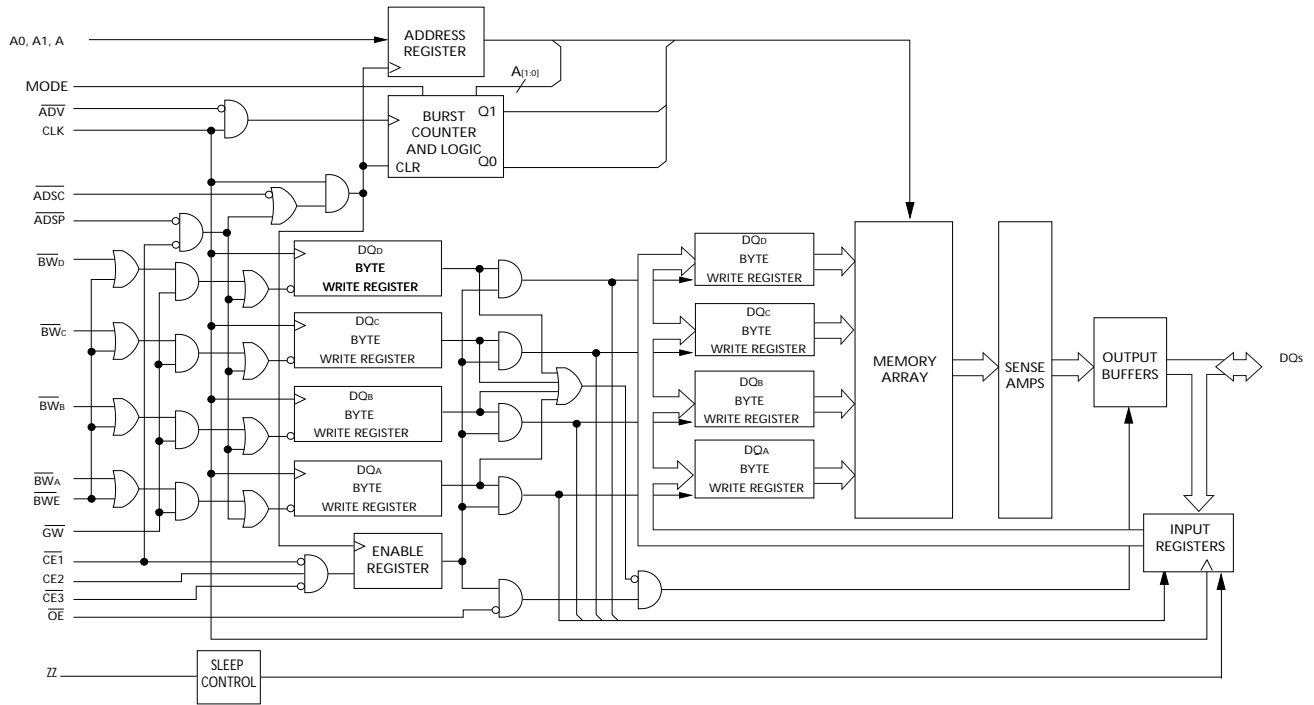 A0, A1, A
ADDRESS
REGISTER
MODE
A[1:0]
ADV
CLK
BURST
COUNTER
AND LOGIC
Q1
Q0
CLR
ADSC
ADSP
BWD
DQD
BYTE
WRITE REGISTER
DQD
BYTE
WRITE REGISTER
BWC
DQC
BYTE
WRITE REGISTER
DQC
BYTE
WRITE REGISTER
BWB
DQB
BYTE
WRITE REGISTER
DQB
BYTE
WRITE REGISTER
BWA
BWE
DQA
BYTE
WRITE REGISTER
DQA
BYTE
WRITE REGISTER
MEMORY
ARRAY
SENSE
AMPS
OUTPUT
BUFFERS
DQs
GW
CE1
CE2
CE3
OE
ENABLE
REGISTER
INPUT
REGISTERS
ZZ
SLEEP
CONTROL